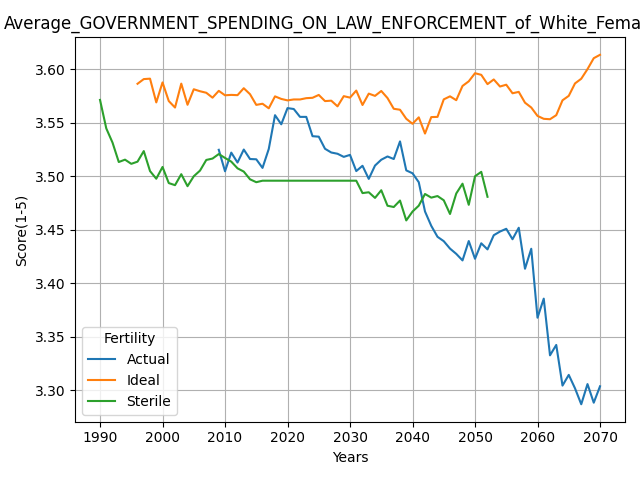 Average_GOVERNMENT_SPENDING_ON_LAW_ENFORCEMENT_of_White_Fema
3.60
3.55
3.50
3.45
3.40
3.35
3.30
Score(1-5)
Fertility
Actual
Ideal
Sterile
1990 2000 2010 2020 2030 2040 2050 2060 2070
Years